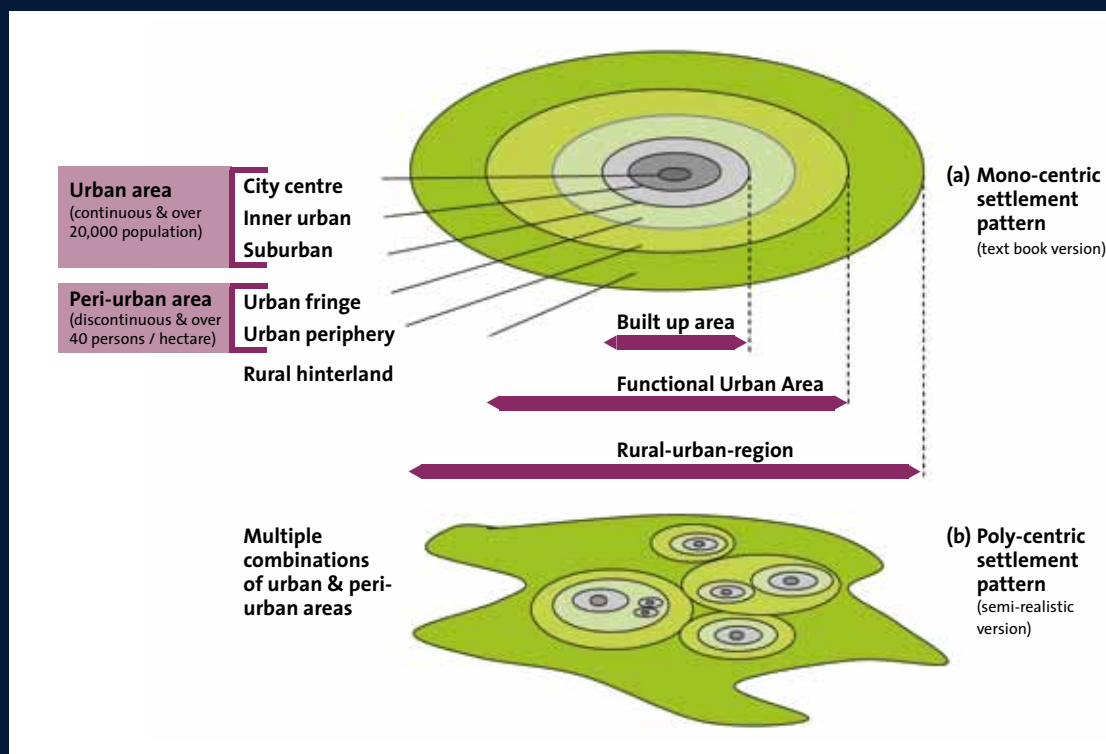 Urban area
(continuous & over
20,000 population)
City centre
Inner urban
Suburban
Peri-urban area
(discontinuous & over
40 persons / hectare)
Urban fringe
Urban periphery
Rural hinterland
(a) Mono-centric
settlement
pattern
(text book version)
Built up area
Functional Urban Area
Rural-urban-region
Multiple
combinations
of urban & peri-
urban areas
(b) Poly-centric
settlement
pattern
(semi-realistic
version)